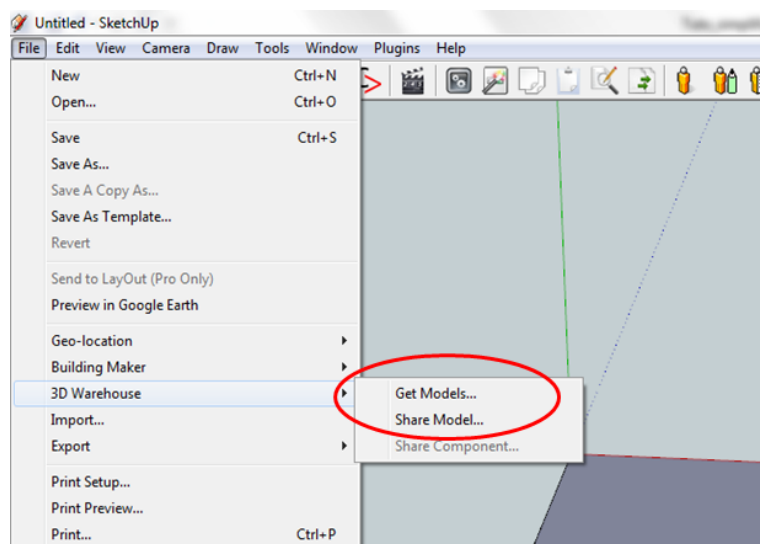 Untitled - SketchUp
File Edit View Camera Draw Tools Window Plugins Help
New Ctrl+N
Open... Ctrl+O
Save Ctrl+S
Save As...
Save A Copy As...
Save As Template...
Revert
Send to LayOut (Pro Only)
Preview in Google Earth
Geo-location
Building Maker
3D Warehouse
Get Models...
Import...
Share Model...
Export
Share Component...
Print Setup...
Print Preview...
Print... Ctrl+P